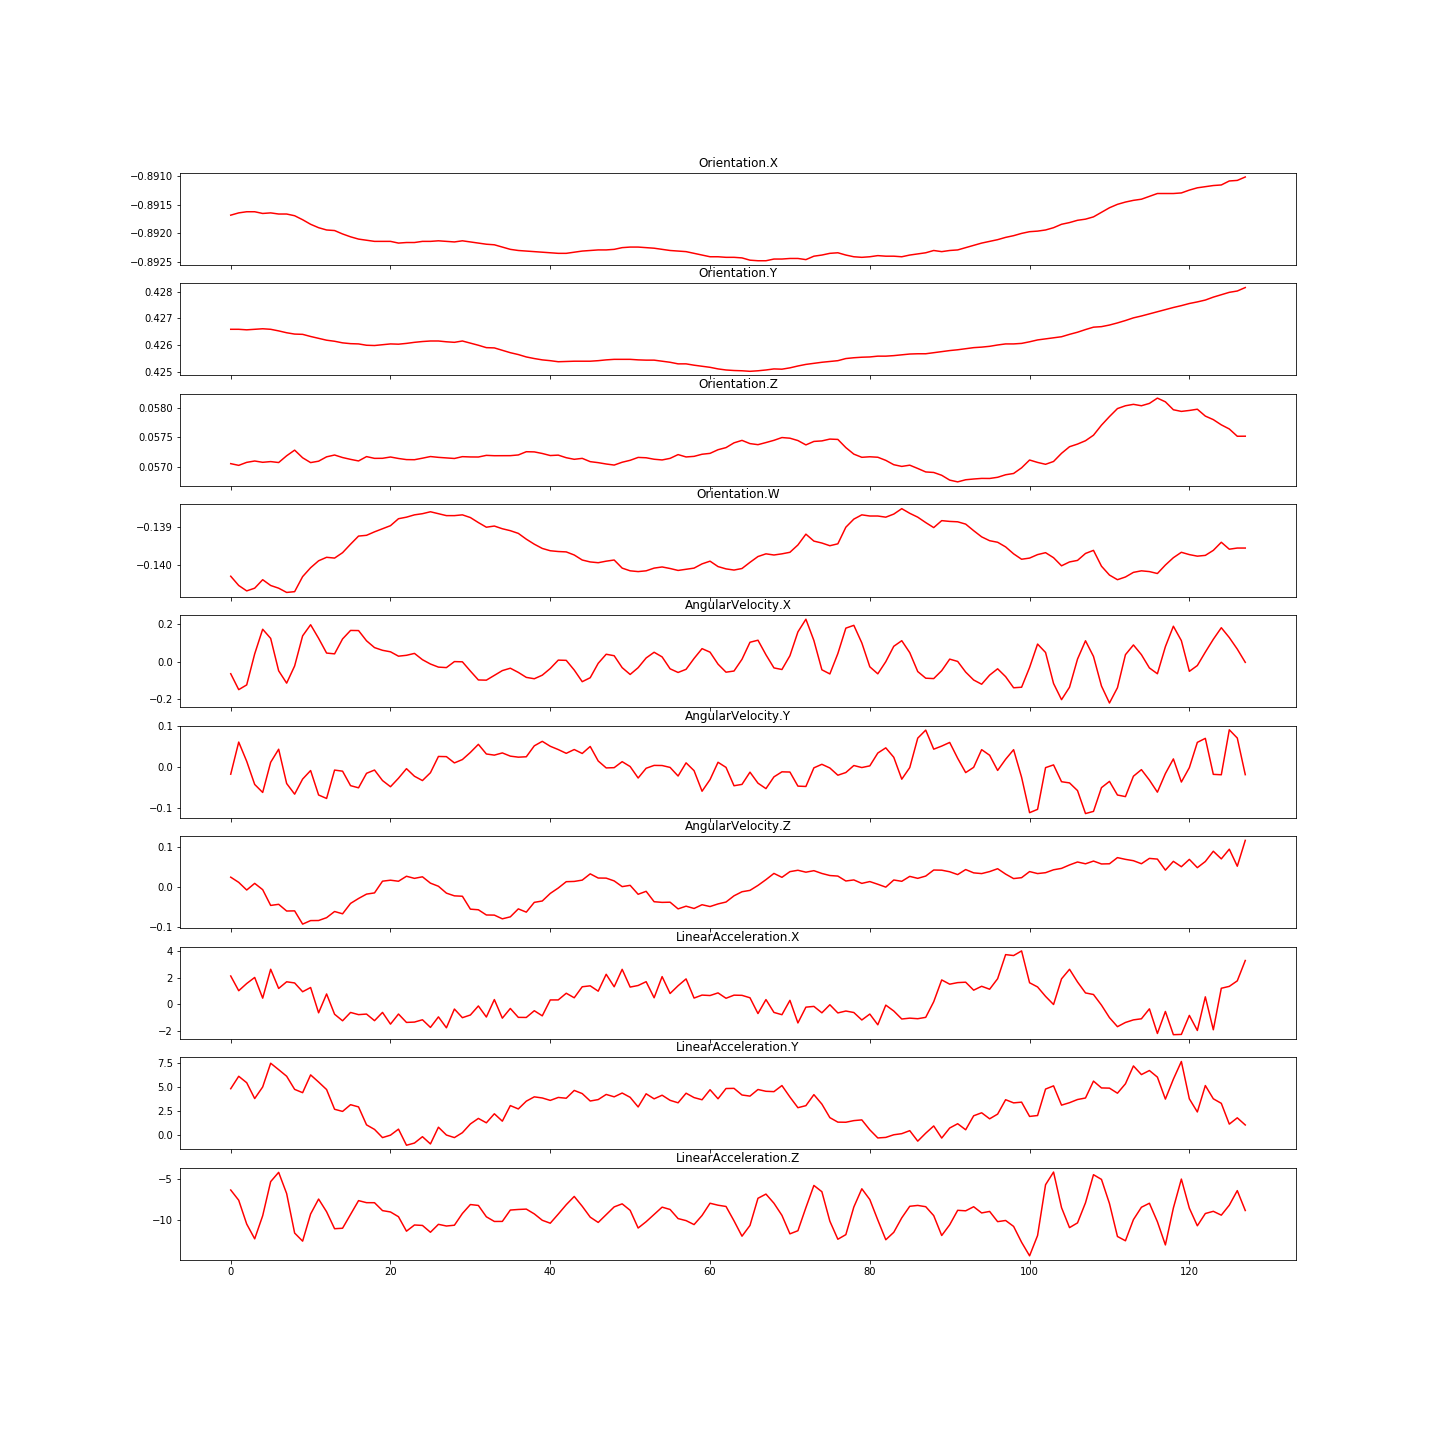 Orientation.X
−0.8910
−0.8915
−0.8920
−0.8925
Orientation.Y
0.428
0.427
0.426
0.425
Orientation.Z
0.0580
0.0575
0.0570
Orientation.W
−0.139
−0.140
AngularVelocity.X
0.2
0.0
−0.2
AngularVelocity.Y
0.1
0.0
−0.1
AngularVelocity.Z
0.1
0.0
−0.1
LinearAcceleration.X
4
2
0
−2
LinearAcceleration.Y
7.5
5.0
2.5
0.0
LinearAcceleration.Z
−5
−10
0 20 40 60 80 100 120